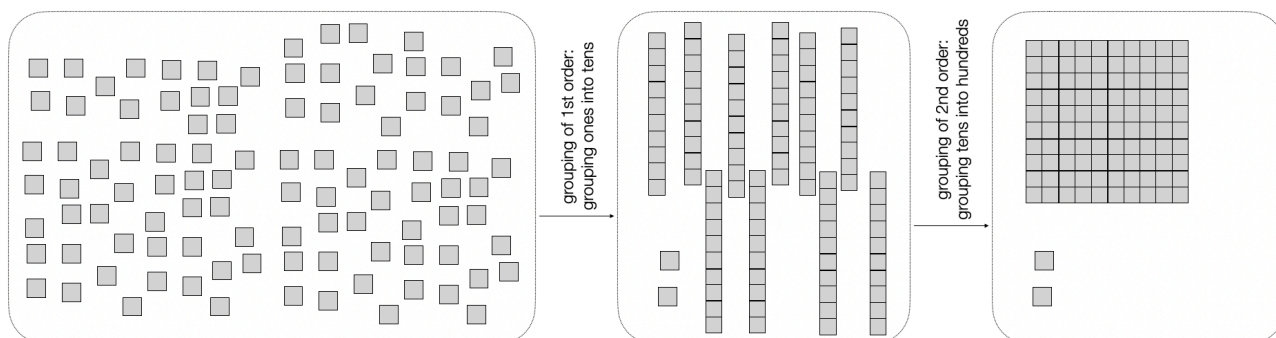 grouping of 1st order:
grouping ones into tens
grouping of 2nd order:
grouping tens into hundreds